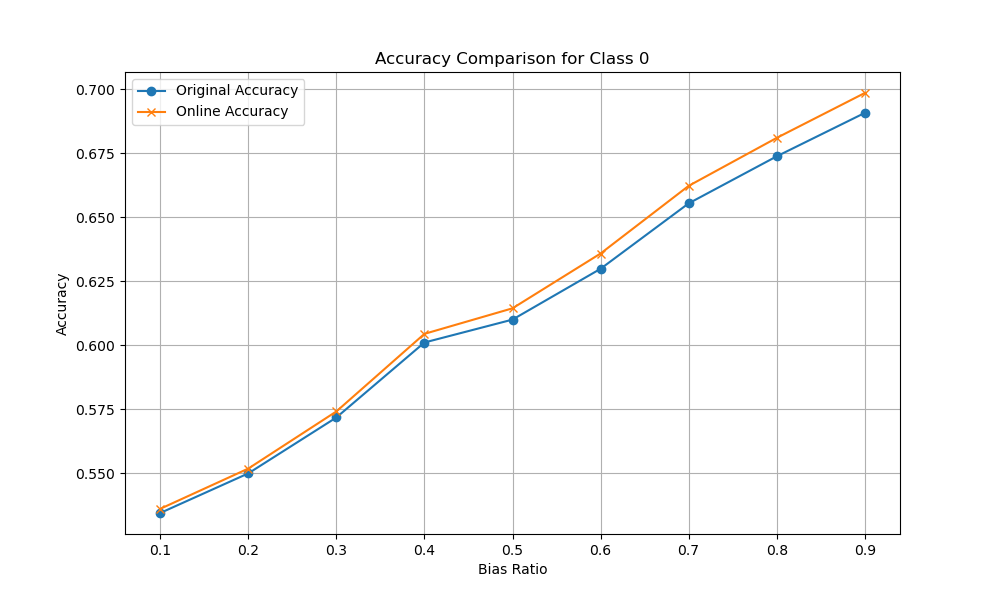 Accuracy Comparison for Class 0
Original Accuracy
Online Accuracy
0.700
0.675
0.650
0.625
0.600
0.575
0.550
Accuracy
0.1 0.2 0.3 0.4 0.5 0.6 0.7 0.8 0.9
Bias Ratio